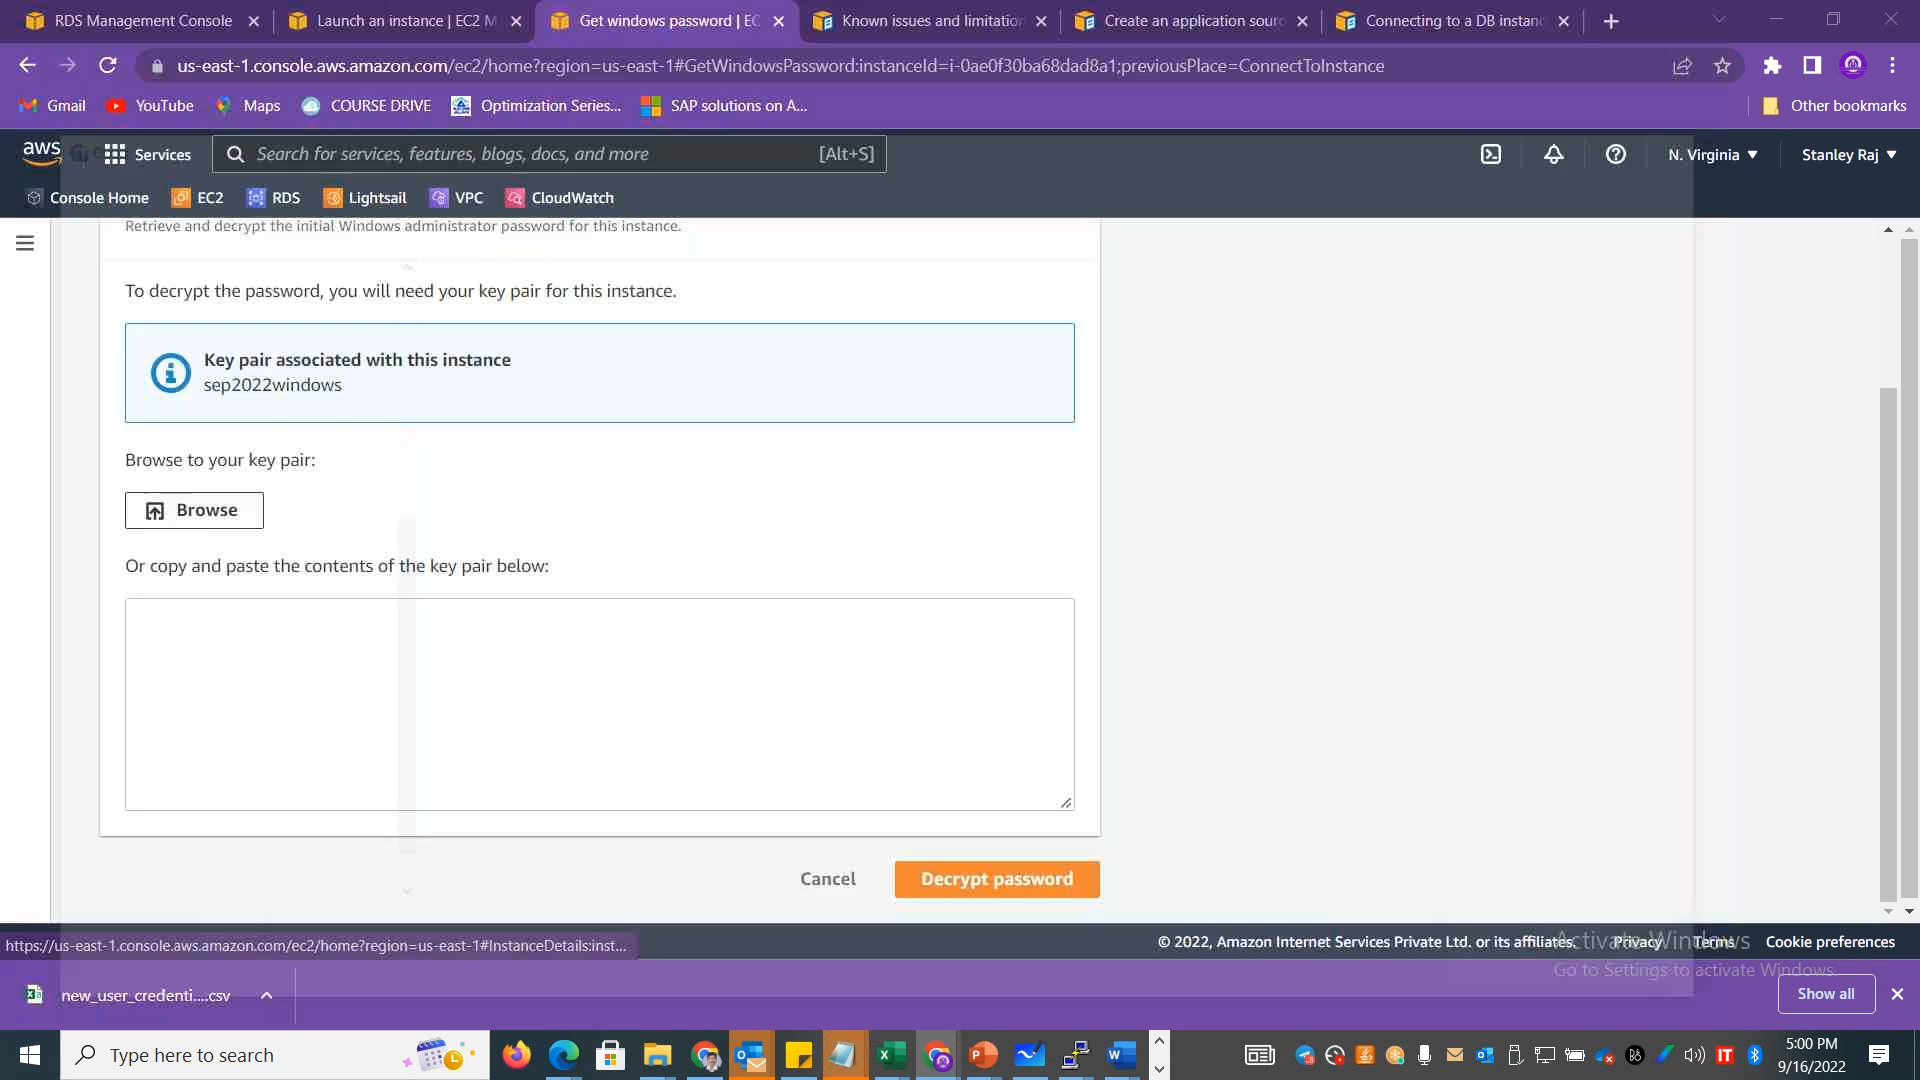 RDS Management Console
Launch an instance | EC2 M
Get windows password | EC
Known issues and limitation
Create an application sourc
Connecting to a DB instanc
us-east-1.console.aws.amazon.com/ec2/home?region=us-east-1#GetWindowsPassword:instanceId=i-0ae0f30ba68dad8a1;previousPlace=ConnectToInstance
Gmail
YouTube
Maps
COURSE DRIVE
Optimization Series...
SAP solutions on A...
Other bookmarks
aws
Services
Search for services, features, blogs, docs, and more
[Alt+S]
N. Virginia
Stanley Raj
Console Home
EC2
RDS
Lightsail
VPC
CloudWatch
Retrieve and decrypt the initial Windows administrator password for this instance.
To decrypt the password, you will need your key pair for this instance.
Key pair associated with this instance
sep2022windows
Browse to your key pair:
Browse
Or copy and paste the contents of the key pair below:
Cancel
Decrypt password
https://us-east-1.console.aws.amazon.com/ec2/home?region=us-east-1#InstanceDetails:inst...
© 2022, Amazon Internet Services Private Ltd. or its affiliates.
Privacy
Terms
Cookie preferences
Activate Windows
Go to Settings to activate Windows.
new_user_credenti....csv
Show all
Type here to search
5:00 PM
9/16/2022